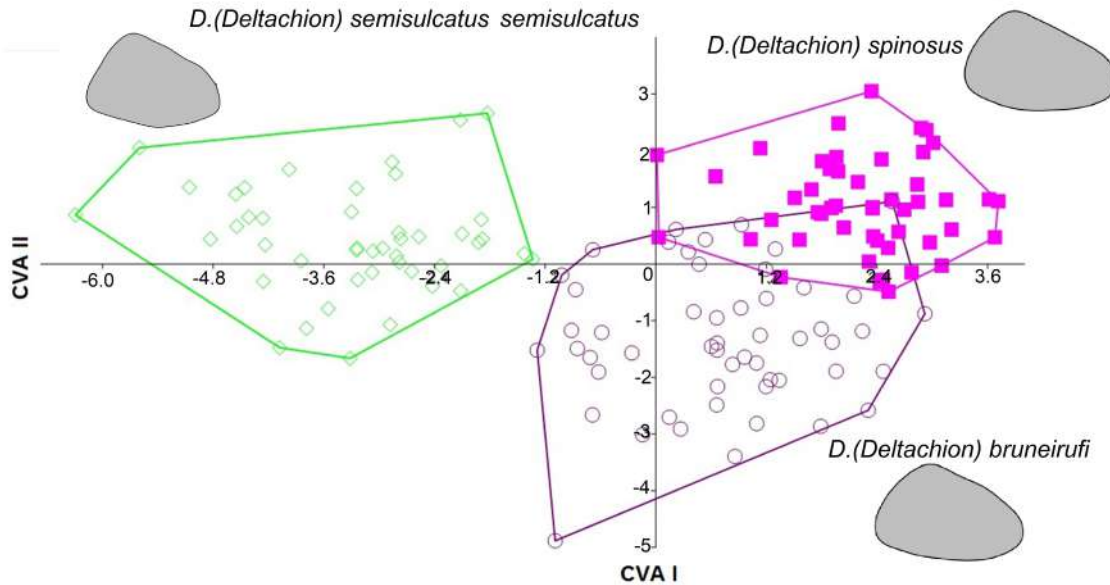 D.(Deltachion) semisulcatus semisulcatus
D.(Deltachion) spinosus
3
2
1
0
-6.0 -4.8 -3.6 -2.4 -1.2 1.2 2.4 3.6
-1
-2
-3
-4
-5
CVA II
D.(Deltachion) bruneirufi
CVA I